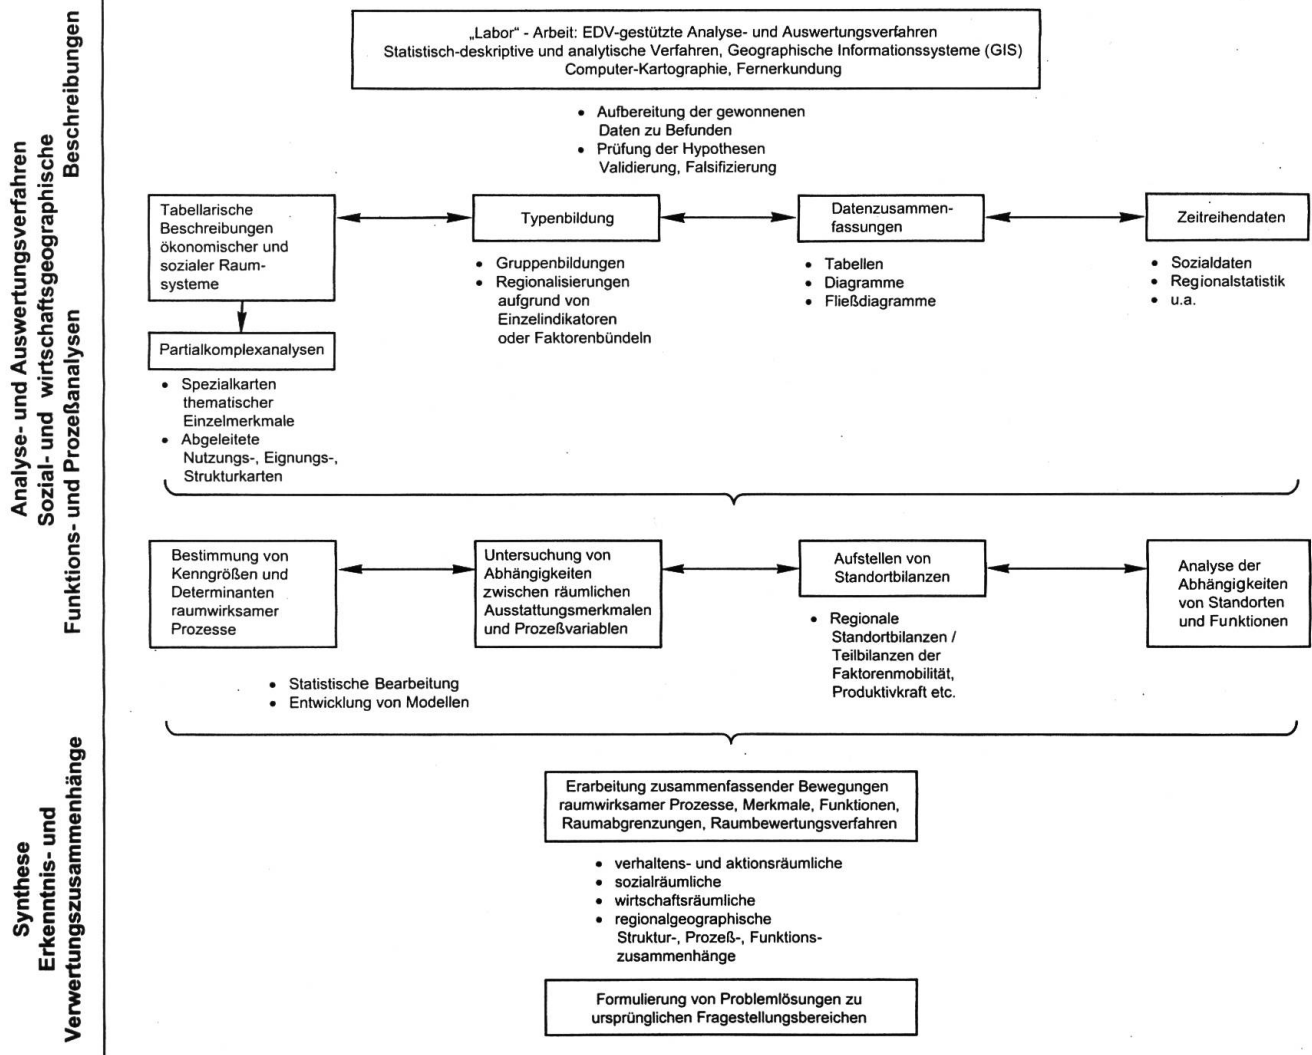 Analyse- und Auswertungsverfahren
Sozial- und wirtschaftsgeographische
Beschreibungen
Funktions- und Prozeßanalysen
„Labor“ - Arbeit: EDV-gestützte Analyse- und Auswertungsverfahren
Statistisch-deskriptive und analytische Verfahren, Geographische Informationssysteme (GIS)
Computer-Kartographie, Fernerkundung
• Aufbereitung der gewonnenen
Daten zu Befunden
• Prüfung der Hypothesen
Validierung, Falsifizierung
Tabellarische
Beschreibungen
ökonomischer und
sozialer Raum-
systeme
Typenbildung
• Gruppenbildungen
• Regionalisierungen
aufgrund von
Einzelindikatoren
oder Faktorenbündeln
Datenzusammen-
fassungen
• Tabellen
• Diagramme
• Fließdiagramme
Zeitreihendaten
• Sozialdaten
• Regionalstatistik
• u.a.
Partialkomplexanalysen
• Spezialkarten
thematischer
Einzelmerkmale
• Abgeleitete
Nutzungs-, Eignungs-,
Strukturkarten
Bestimmung von
Kenngrößen und
Determinanten
raumwirksamer
Prozesse
Untersuchung von
Abhängigkeiten
zwischen räumlichen
Ausstattungsmerkmalen
und Prozeßvariablen
• Statistische Bearbeitung
• Entwicklung von Modellen
Aufstellen von
Standortbilanzen
• Regionale
Standortbilanzen /
Teilbilanzen der
Faktorenmobilität,
Produktivkraft etc.
Analyse der
Abhängigkeiten
von Standorten
und Funktionen
Synthese
Erkenntnis- und
Verwertungszusammenhänge
Erarbeitung zusammenfassender Bewegungen
raumwirksamer Prozesse, Merkmale, Funktionen,
Raumabgrenzungen, Raumbewertungsverfahren
• verhaltens- und aktionsräumliche
• sozialräumliche
• wirtschaftsräumliche
• regionalgeographische
Struktur-, Prozeß-, Funktions-
zusammenhänge
Formulierung von Problemlösungen zu
ursprünglichen Fragestellungsbereichen